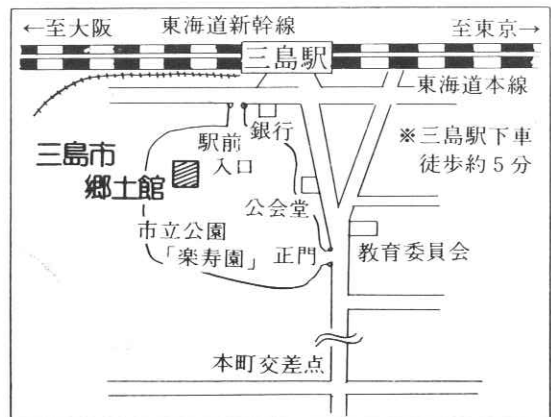 ←至大阪 東海道新幹線 至東京→
三島駅
東海道本線
銀行
駅前
入口
※三島駅下車
徒歩約5分
三島市
郷土館
公会堂
市立公園
「楽寿園」
正門
教育委員会
本町交差点